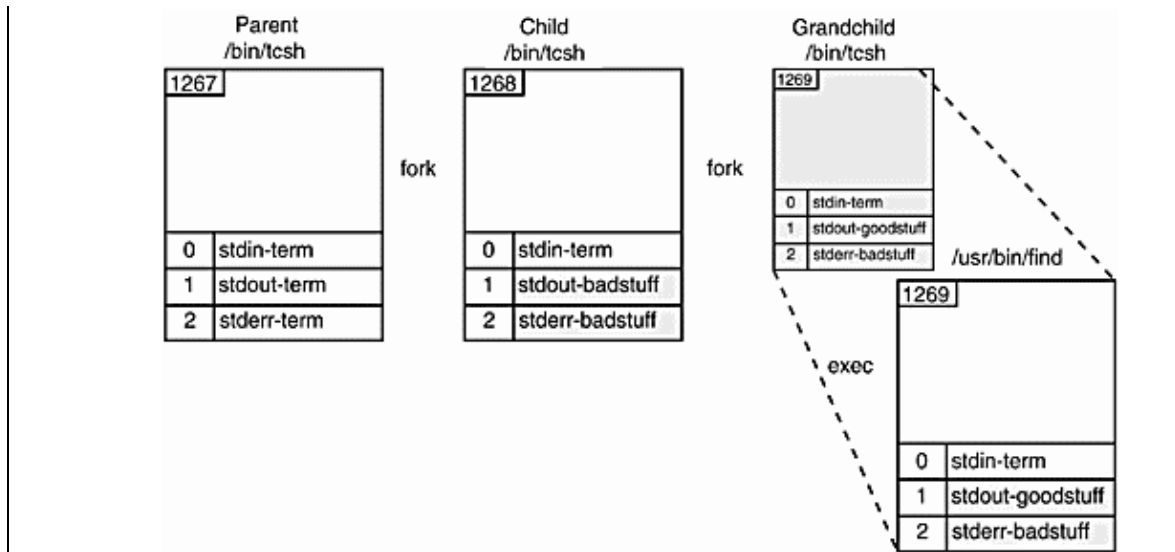 Parent
/bin/tcsh
1267
0 stdin-term
1 stdout-term
2 stderr-term
fork
Child
/bin/tcsh
1268
0 stdin-term
1 stdout-badstuff
2 stderr-badstuff
fork
Grandchild
/bin/tcsh
1269
0 stdin-term
1 stdout-goodstuff
2 stderr-badstuff
exec
/usr/bin/find
1269
0 stdin-term
1 stdout-goodstuff
2 stderr-badstuff